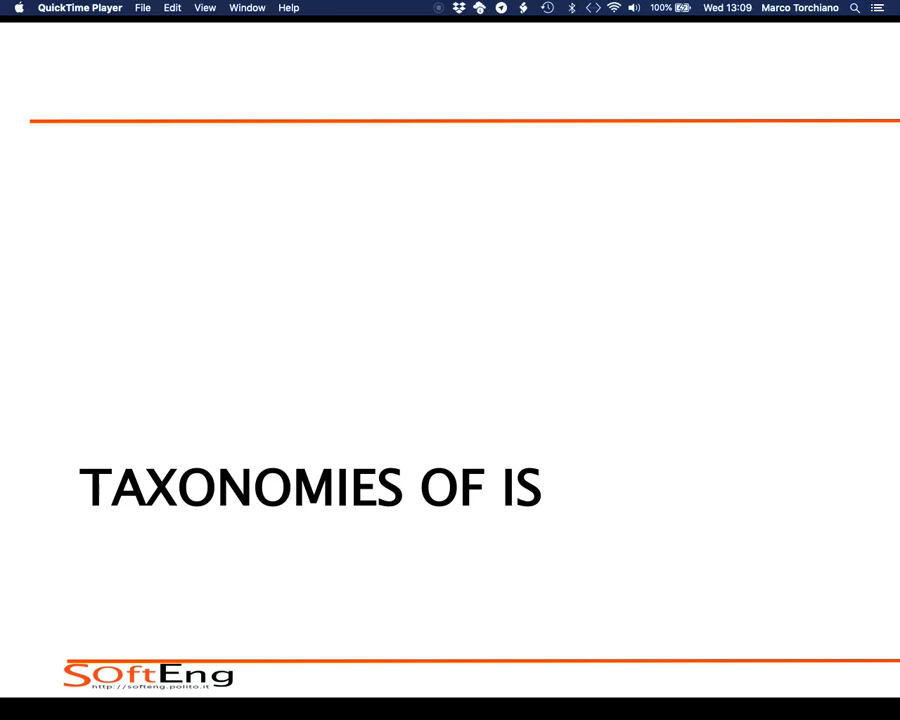 QuickTime Player File Edit View Window Help 100% Wed 13:09 Marco Torchiano
TAXONOMIES OF IS
SOftEng
http://softeng.polito.it